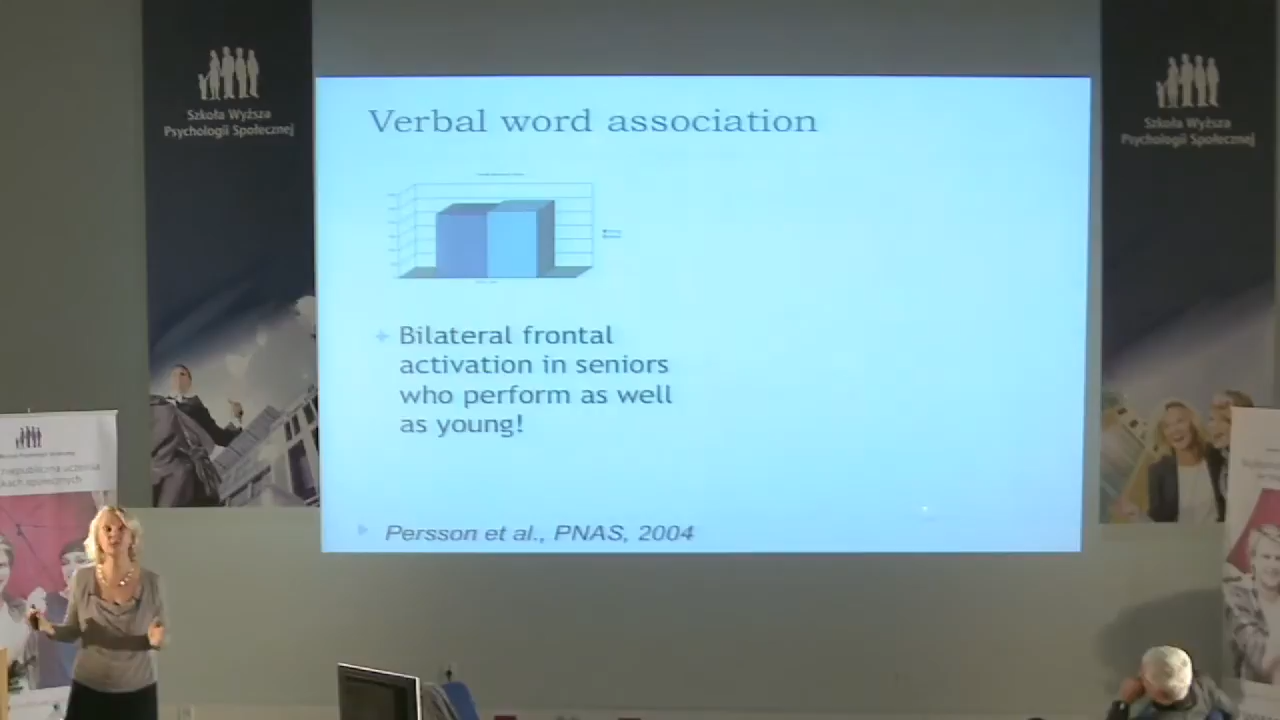 Szkoła Wyższa
Psychologii Społecznej
Verbal word association
Bilateral frontal
activation in seniors
who perform as well
as young!
Persson et al., PNAS, 2004
Szkoła Wyższa
Psychologii Społecznej